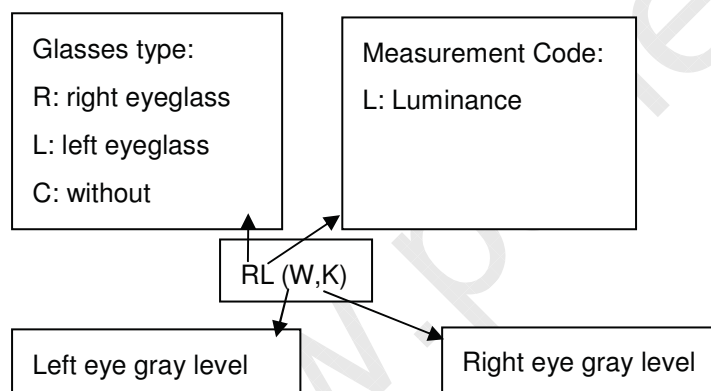 Glasses type:
R: right eyeglass
L: left eyeglass
C: without
Measurement Code:
L: Luminance
RL (W,K)
Left eye gray level
Right eye gray level